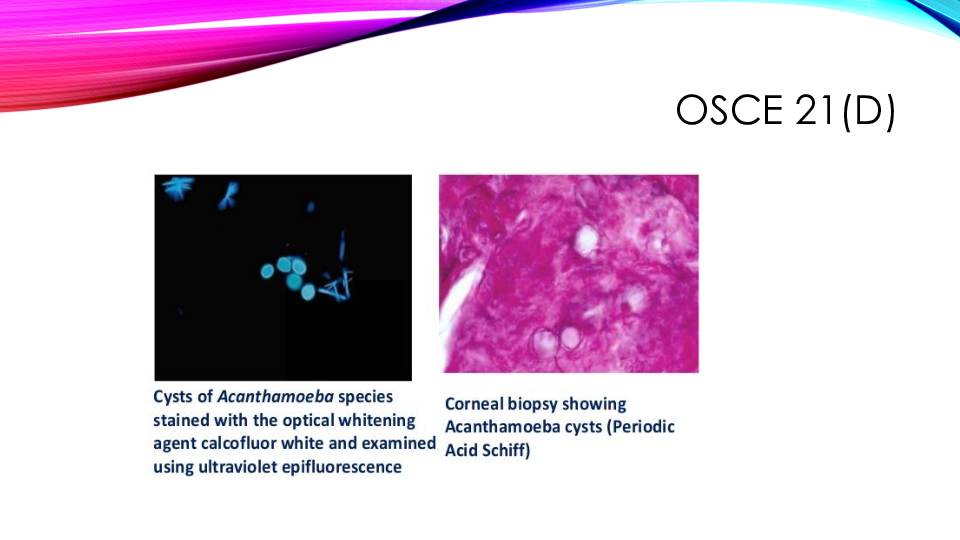 OSCE 21(D)
Cysts of Acanthamoeba species
stained with the optical whitening
agent calcofluor white and examined
using ultraviolet epifluorescence
Corneal biopsy showing
Acanthamoeba cysts (Periodic
Acid Schiff)